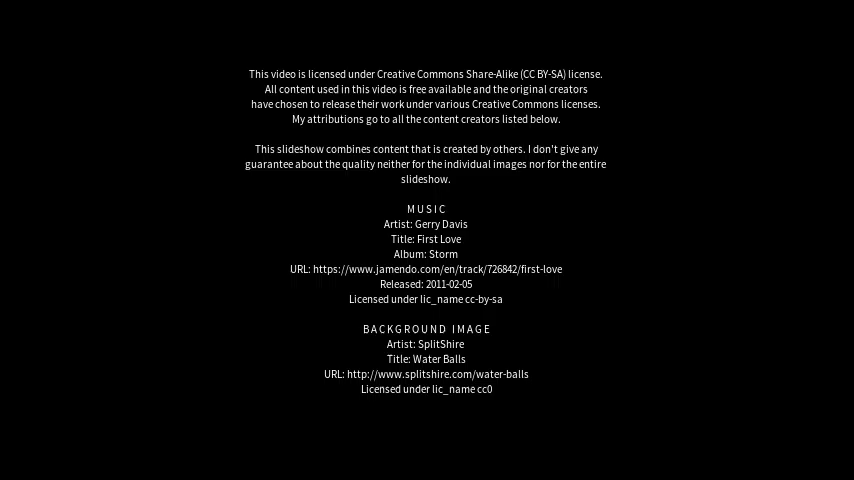 This video is licensed under Creative Commons Share-Alike (CC BY-SA) license.
All content used in this video is free available and the original creators
have chosen to release their work under various Creative Commons licenses.
My attributions go to all the content creators listed below.
This slideshow combines content that is created by others. I don't give any
guarantee about the quality neither for the individual images nor for the entire
slideshow.
MUSIC
Artist: Gerry Davis
Title: First Love
Album: Storm
URL: https://www.jamendo.com/en/track/726842/first-love
Released: 2011-02-05
Licensed under lic_name cc-by-sa
BACKGROUND IMAGE
Artist: SplitShire
Title: Water Balls
URL: http://www.splitshire.com/water-balls
Licensed under lic_name cc0